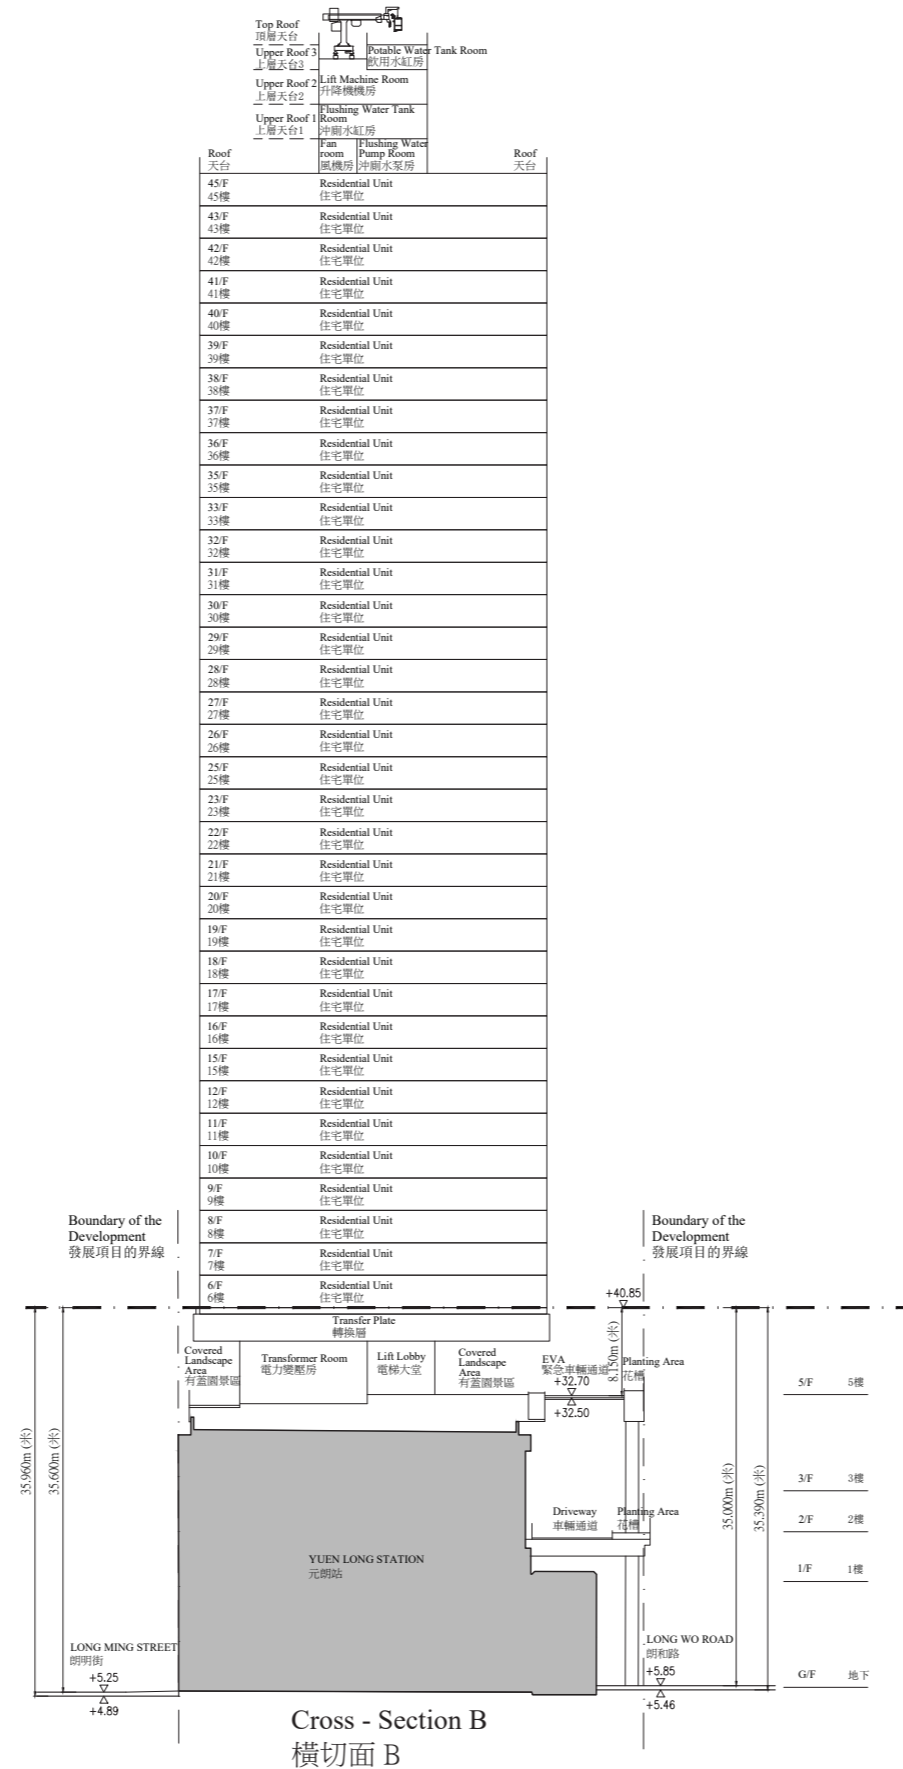 Top Roof
頂層天台
Upper Roof 3
上層天台3
Potable Water Tank Room
飲用水缸房
Upper Roof 2
上層天台2
Lift Machine Room
升降機機房
Upper Roof 1
上層天台1
Flushing Water Tank
Room
沖廁水缸房
Roof
天台
Fan
room
風機房
Flushing Water
Pump Room
沖廁水泵房
Roof
天台
45/F Residential Unit
45樓 住宅單位
43/F Residential Unit
43樓 住宅單位
42/F Residential Unit
42樓 住宅單位
41/F Residential Unit
41樓 住宅單位
40/F Residential Unit
40樓 住宅單位
39/F Residential Unit
39樓 住宅單位
38/F Residential Unit
38樓 住宅單位
37/F Residential Unit
37樓 住宅單位
36/F Residential Unit
36樓 住宅單位
35/F Residential Unit
35樓 住宅單位
33/F Residential Unit
33樓 住宅單位
32/F Residential Unit
32樓 住宅單位
31/F Residential Unit
31樓 住宅單位
30/F Residential Unit
30樓 住宅單位
29/F Residential Unit
29樓 住宅單位
28/F Residential Unit
28樓 住宅單位
27/F Residential Unit
27樓 住宅單位
26/F Residential Unit
26樓 住宅單位
25/F Residential Unit
25樓 住宅單位
23/F Residential Unit
23樓 住宅單位
22/F Residential Unit
22樓 住宅單位
21/F Residential Unit
21樓 住宅單位
20/F Residential Unit
20樓 住宅單位
19/F Residential Unit
19樓 住宅單位
18/F Residential Unit
18樓 住宅單位
17/F Residential Unit
17樓 住宅單位
16/F Residential Unit
16樓 住宅單位
15/F Residential Unit
15樓 住宅單位
12/F Residential Unit
12樓 住宅單位
11/F Residential Unit
11樓 住宅單位
10/F Residential Unit
10樓 住宅單位
9/F Residential Unit
9樓 住宅單位
8/F Residential Unit
8樓 住宅單位
7/F Residential Unit
7樓 住宅單位
6/F Residential Unit
6樓 住宅單位
Boundary of the
Development
發展項目的界線
Boundary of the
Development
發展項目的界線
+40.85
Transfer Plate
轉換層
8.150m (米)
Covered
Landscape
Area
有蓋園景區
Transformer Room
電力變壓房
Lift Lobby
電梯大堂
Covered
Landscape
Area
有蓋園景區
EVA
緊急車輛通道
+32.70
+32.50
Planting Area
花槽
5/F 5樓
35.960m (米)
35.600m (米)
35.000m (米)
35.390m (米)
3/F 3樓
Driveway
車輛通道
Planting Area
花槽
2/F 2樓
YUEN LONG STATION
元朗站
1/F 1樓
LONG MING STREET
朗明街
+5.25
+4.89
LONG WO ROAD
朗和路
+5.85
+5.46
G/F 地下
Cross - Section B
橫切面 B